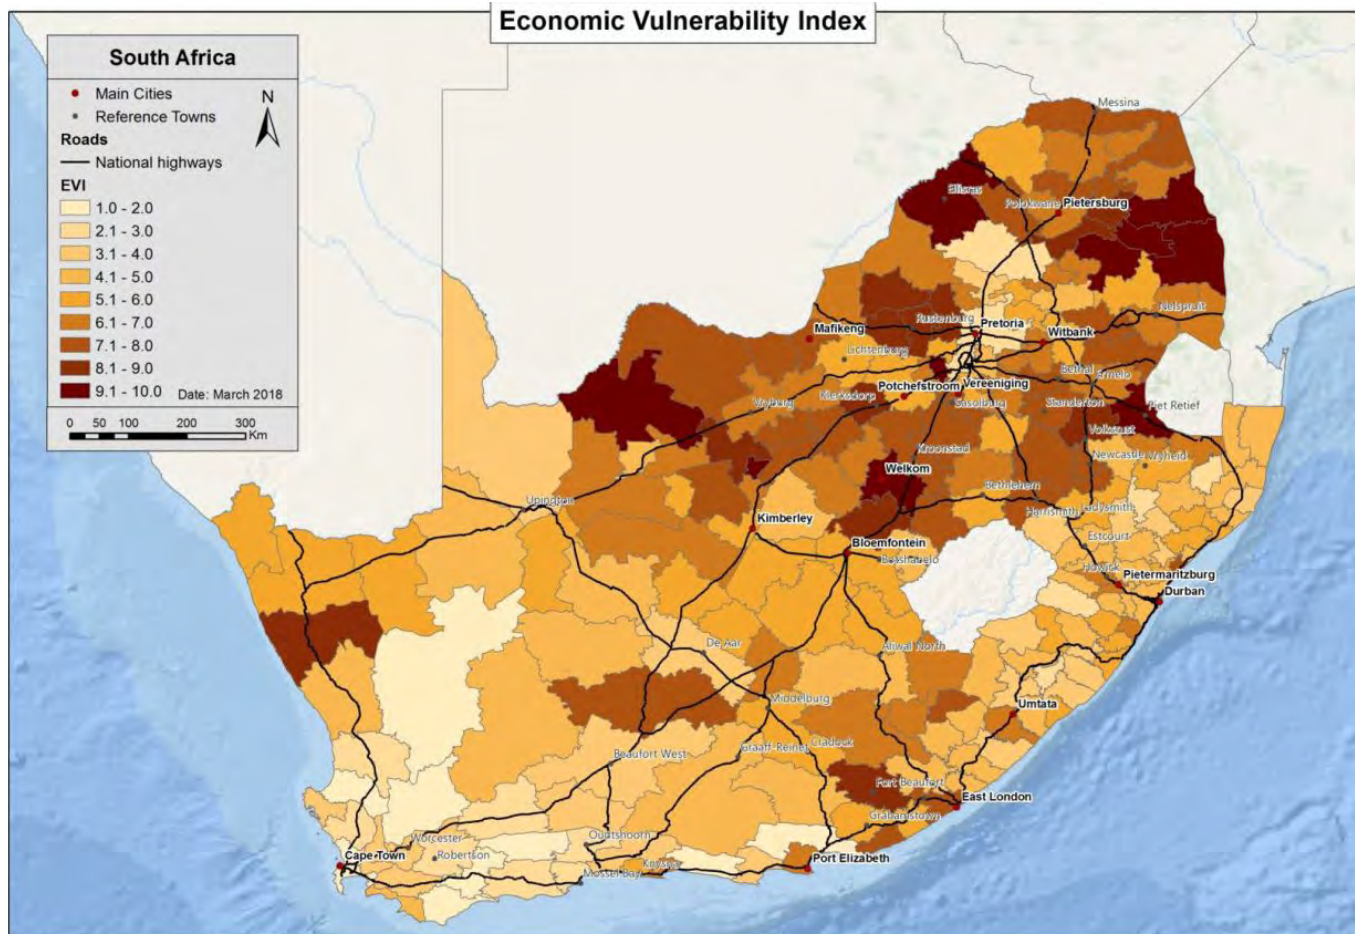 Economic Vulnerability Index
South Africa
Main Cities
N
Reference Towns
Roads
National highways
EVI
1.0 - 2.0
2.1 - 3.0
3.1 - 4.0
4.1 - 5.0
5.1 - 6.0
6.1 - 7.0
7.1 - 8.0
8.1 - 9.0
9.1 - 10.0
Date: March 2018
0 50 100 200 300
Km
Messina
Ellisras
Polokwane
Pietersburg
Nelsprait
Rustenburg
Pretoria
Witbank
Mafikeng
Lichtenburg
Bethal
Ermelo
Potchefstroom
Vereeniging
Klerksdorp
Sasolburg
Standerton
Piet Retief
Vryburg
Volksust
Kroonstad
Newcastle
Vryheid
Welkom
Bethlehem
Upington
Harrismith
Ladysmith
Kimberley
Estcourt
Bloemfontein
Botshabelo
Howick
Pietermaritzburg
Durban
De Aar
Aliwal North
Middelburg
Umtata
Cradock
Graaff-Reinet
Beaufort West
Fort Beaufort
East London
Grahamstown
Oudtshoorn
Worcester
Cape Town
Robertson
Knysna
Port Elizabeth
Mossel Bay